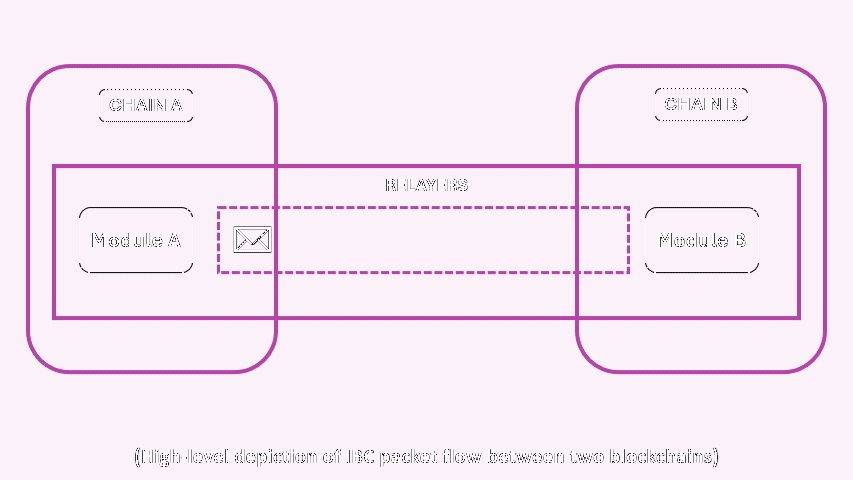 CHAIN A
CHAIN B
RELAYERS
Module A
Module B
(High-level depiction of IBC packet flow between two blockchains)